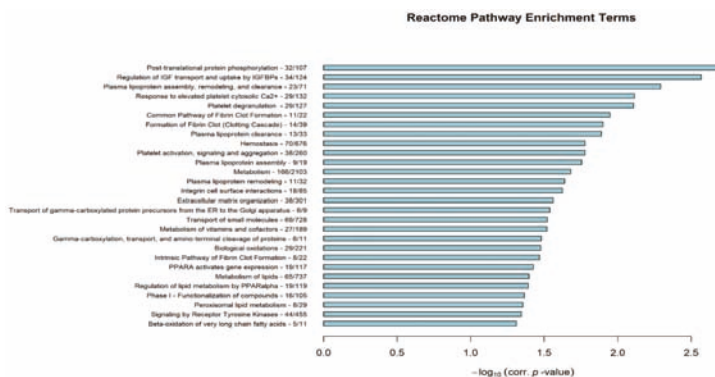 Reactome Pathway Enrichment Terms
Post-translational protein phosphorylation - 32/107
Regulation of IGF transport and uptake by IGFBPs - 34/124
Plasma lipoprotein assembly, remodeling, and clearance - 23/71
Response to elevated platelet cytosolic Ca2+ - 29/132
Platelet degranulation - 29/127
Common Pathway of Fibrin Clot Formation - 11/22
Formation of Fibrin Clot (Clotting Cascade) - 14/39
Plasma lipoprotein clearance - 13/33
Hemostasis - 70/676
Platelet activation, signaling and aggregation - 38/260
Plasma lipoprotein assembly - 9/19
Metabolism - 166/2103
Plasma lipoprotein remodeling - 11/32
Integrin cell surface interactions - 18/85
Extracellular matrix organization - 38/301
Transport of gamma-carboxylated protein precursors from the ER to the Golgi apparatus - 6/9
Transport of small molecules - 69/728
Metabolism of vitamins and cofactors - 27/189
Gamma-carboxylation, transport, and amino-terminal cleavage of proteins - 6/11
Biological oxidations - 29/221
Intrinsic Pathway of Fibrin Clot Formation - 8/22
PPARA activates gene expression - 19/117
Metabolism of lipids - 65/737
Regulation of lipid metabolism by PPARalpha - 19/119
Phase I - Functionalization of compounds - 16/105
Peroxisomal lipid metabolism - 8/29
Signaling by Receptor Tyrosine Kinases - 44/455
Beta-oxidation of very long chain fatty acids - 5/11
0.0 0.5 1.0 1.5 2.0 2.5
−log10 (corr. p -value)